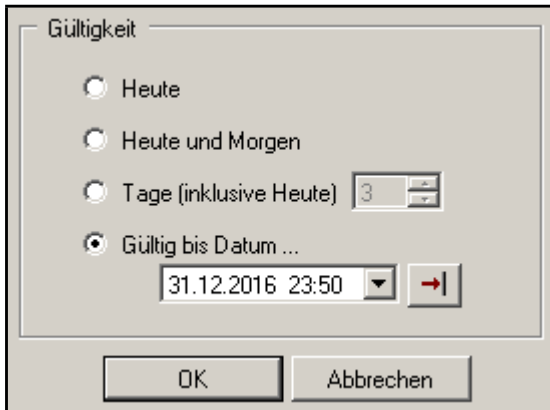 Gültigkeit
Heute
Heute und Morgen
Tage (inklusive Heute) 3
Gültig bis Datum ...
31.12.2016 23:50
OK Abbrechen